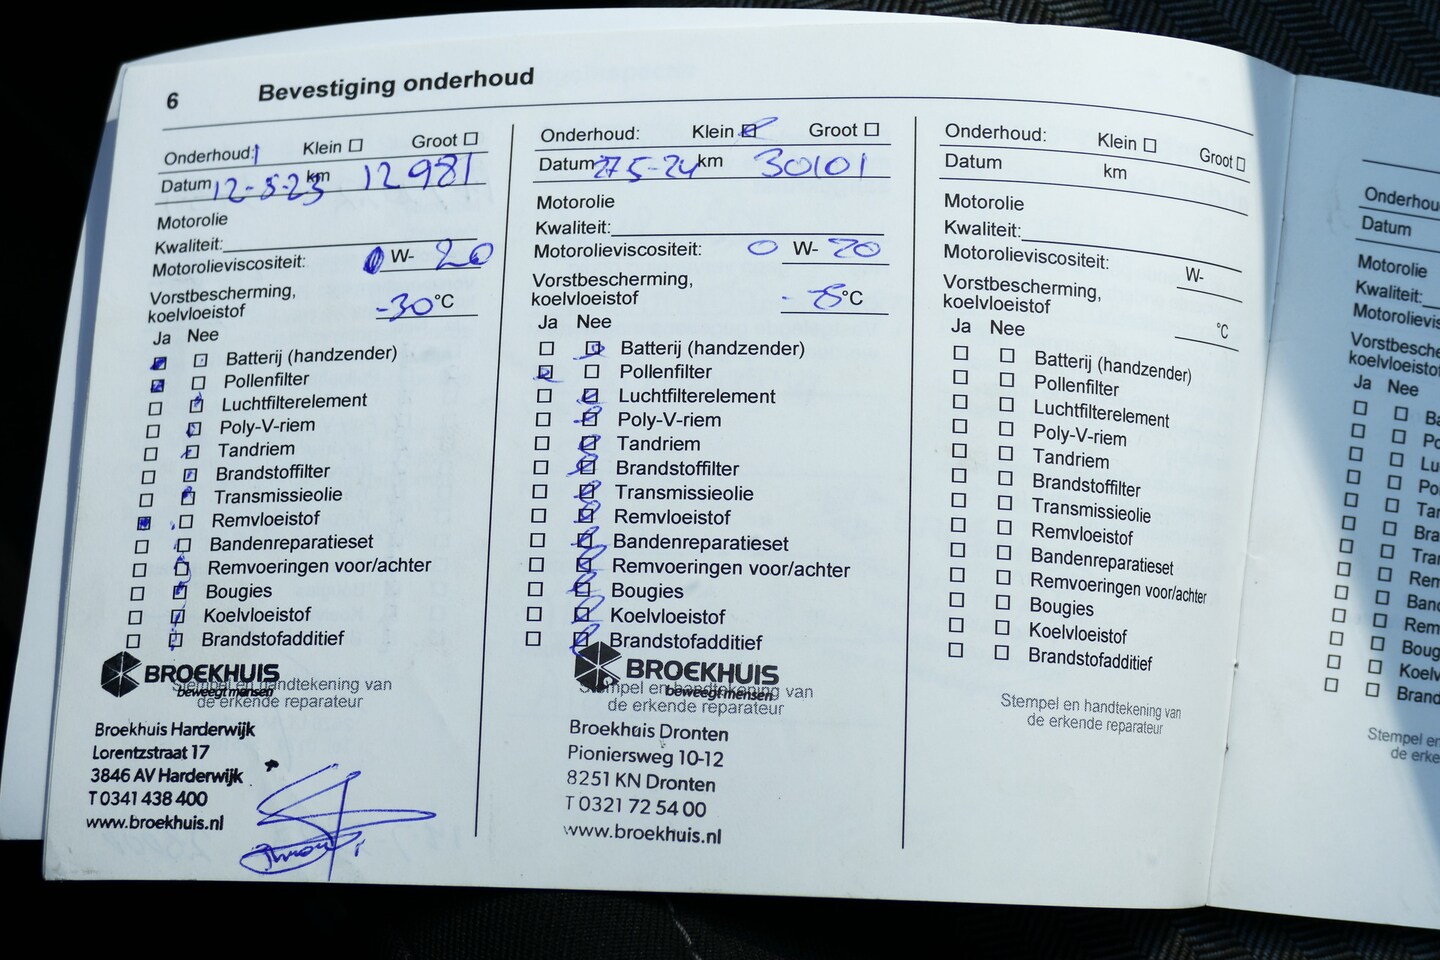 6 Bevestiging onderhoud
Onderhoud: Klein ☐ Groot ☐
Datum 12-5-23 km 12981
Motorolie
Kwaliteit:
Motorolieviscositeit: 0 W- 20
Vorstbescherming,
koelvloeistof -30 °C
Ja Nee
Batterij (handzender)
Pollenfilter
Luchtfilterelement
Poly-V-riem
Tandriem
Brandstoffilter
Transmissieolie
Remvloeistof
Bandenreparatieset
Remvoeringen voor/achter
Bougies
Koelvloeistof
Brandstofadditief
BROEKHUIS
beweegt mensen
Stempel en handtekening van
de erkende reparateur
Broekhuis Harderwijk
Lorentzstraat 17
3846 AV Harderwijk
T 0341 438 400
www.broekhuis.nl
Onderhoud: Klein ☒ Groot ☐
Datum 27 5-24 km 30101
Motorolie
Kwaliteit:
Motorolieviscositeit: 0 W- 20
Vorstbescherming,
koelvloeistof °C
Ja Nee
Batterij (handzender)
Pollenfilter
Luchtfilterelement
Poly-V-riem
Tandriem
Brandstoffilter
Transmissieolie
Remvloeistof
Bandenreparatieset
Remvoeringen voor/achter
Bougies
Koelvloeistof
Brandstofadditief
BROEKHUIS
beweegt mensen
Stempel en handtekening van
de erkende reparateur
Broekhuis Dronten
Pioniersweg 10-12
8251 KN Dronten
T 0321 72 54 00
www.broekhuis.nl
Onderhoud: Klein ☐ Groot ☐
Datum km
Motorolie
Kwaliteit:
Motorolieviscositeit: W-
Vorstbescherming,
koelvloeistof °C
Ja Nee
Batterij (handzender)
Pollenfilter
Luchtfilterelement
Poly-V-riem
Tandriem
Brandstoffilter
Transmissieolie
Remvloeistof
Bandenreparatieset
Remvoeringen voor/achter
Bougies
Koelvloeistof
Brandstofadditief
Stempel en handtekening van
de erkende reparateur
Datum
Motorolie
Kwaliteit:
Ja Nee